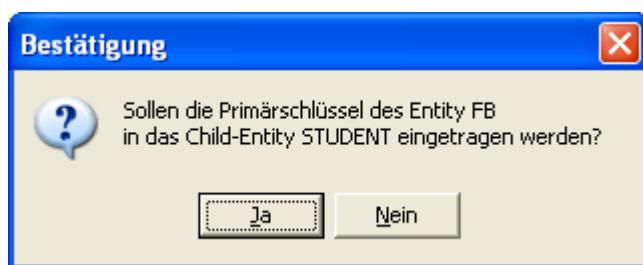 Bestätigung
?
Sollen die Primärschlüssel des Entity FB
in das Child-Entity STUDENT eingetragen werden?
Ja
Nein